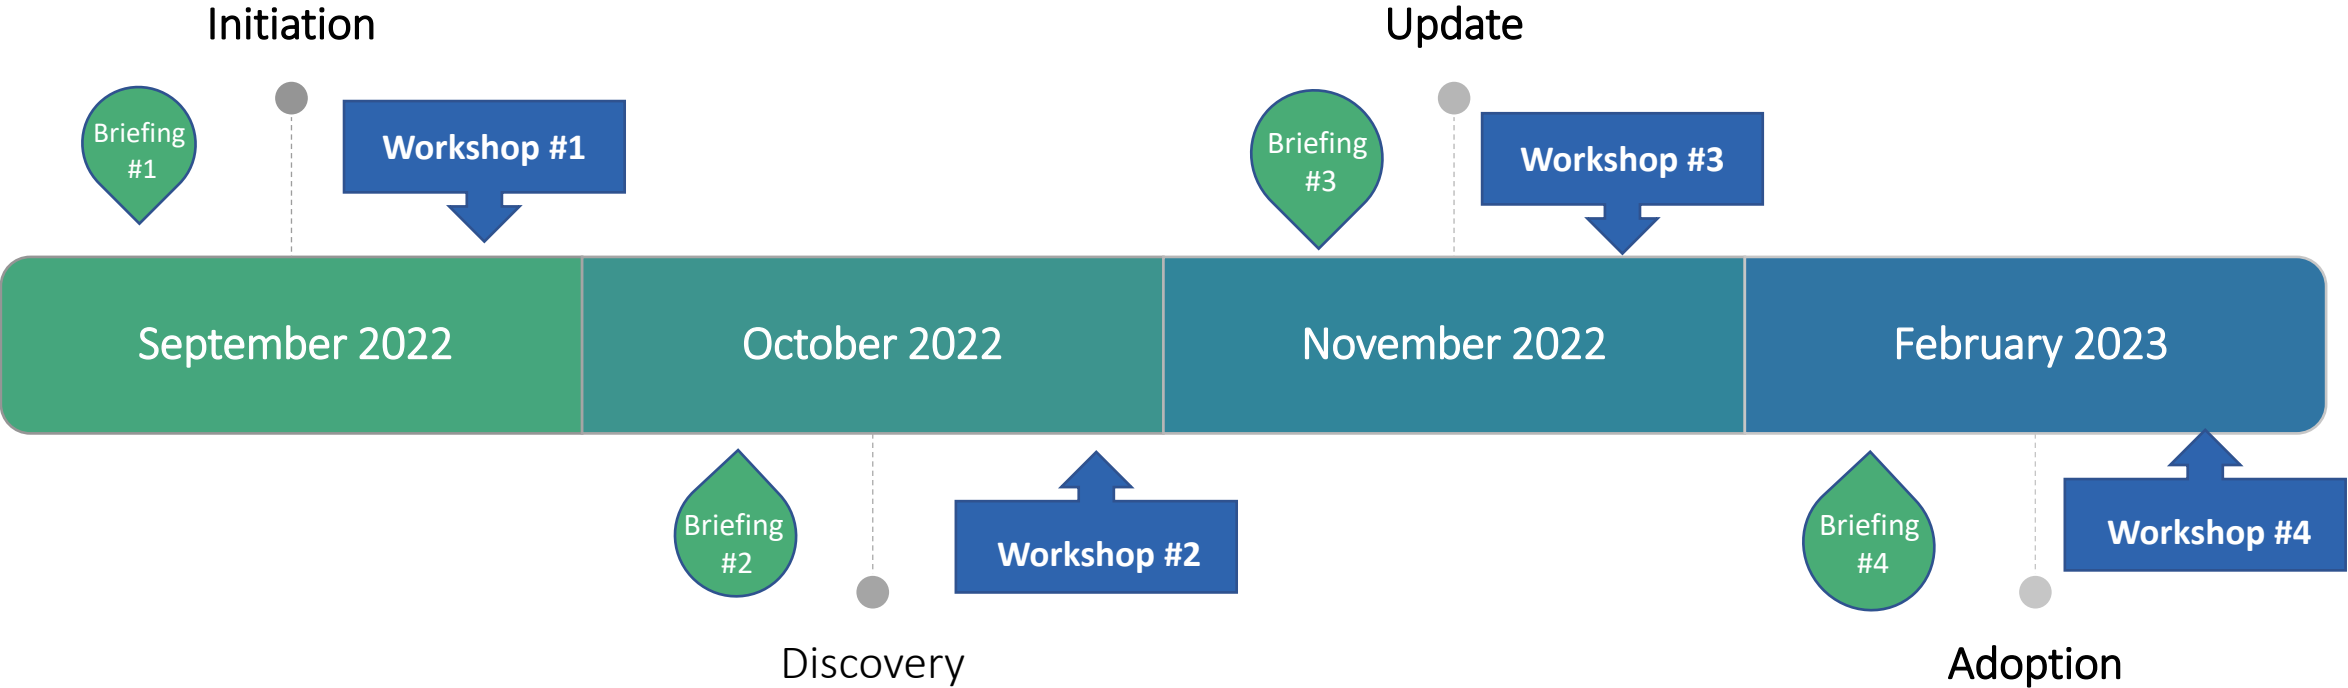 Initiation
Update
Briefing
#1
Workshop #1
Briefing
#3
Workshop #3
September 2022
October 2022
November 2022
February 2023
Briefing
#2
Workshop #2
Briefing
#4
Workshop #4
Discovery
Adoption